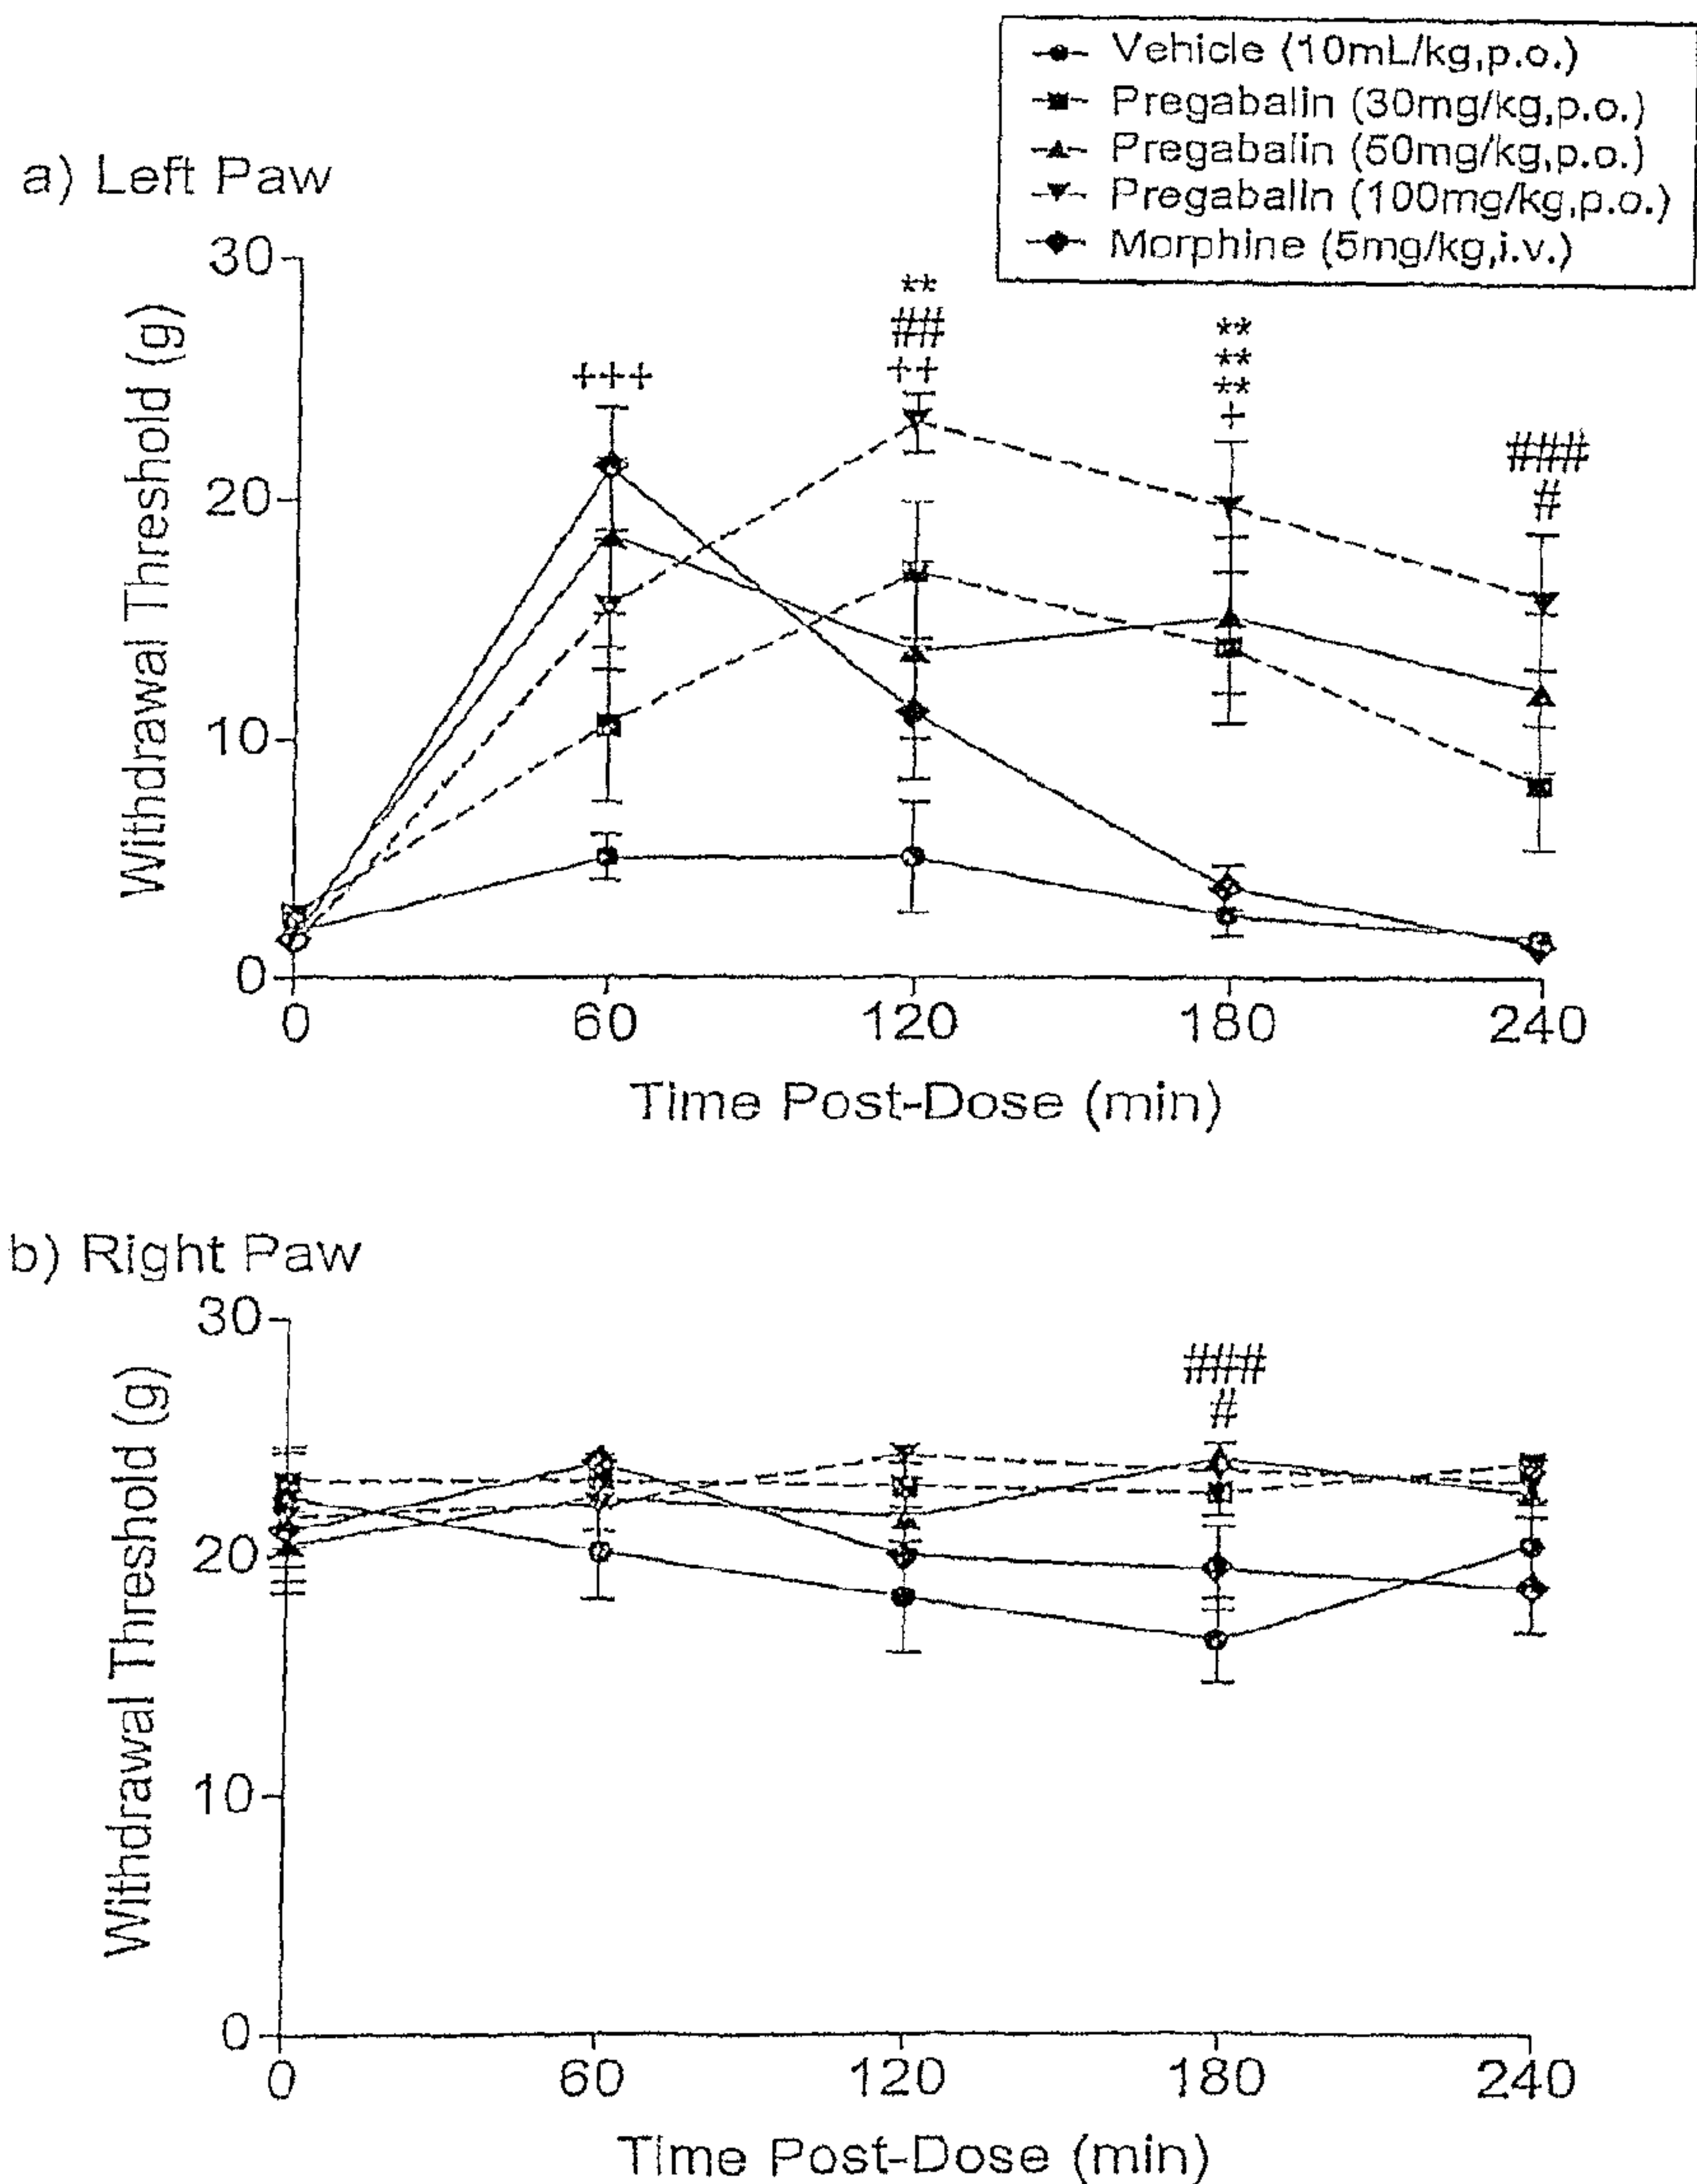 Vehicle (10mL/kg,p.o.)
Pregabalin (30mg/kg,p.o.)
Pregabalin (50mg/kg,p.o.)
Pregabalin (100mg/kg,p.o.)
Morphine (5mg/kg,i.v.)
a) Left Paw
Withdrawal Threshold (g)
30
20
10
0
+++
**
##
++
**
**
**
+
###
#
0 60 120 180 240
Time Post-Dose (min)
b) Right Paw
Withdrawal Threshold (g)
30
20
10
0
###
#
0 60 120 180 240
Time Post-Dose (min)